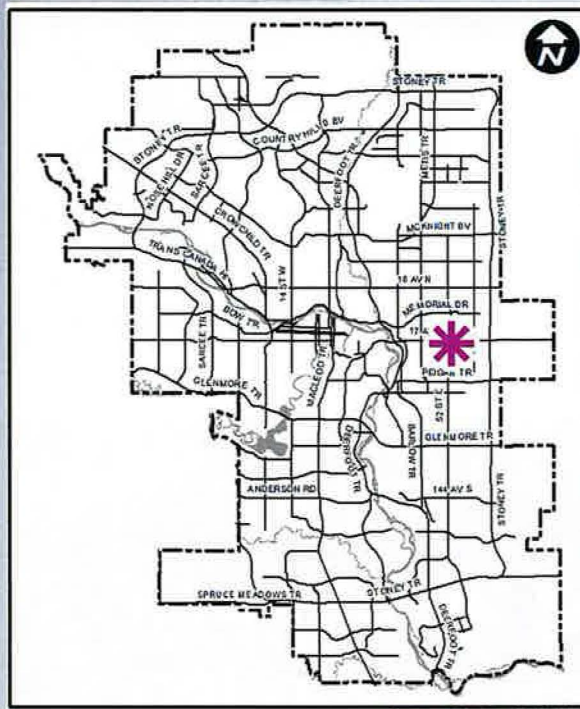 N
STONEY TR
COUNTRY HILLS BV
STONEY TR
NOSE HILL DR
SARCEE TR
DEERFOOT TR
METIS TR
STONEY TR
CROWCHILD TR
MCKNIGHT BV
TRANS CANADA H
14 ST W
16 AV N
MEMORIAL DR
BOW TR
17 A
SARCEE TR
MACLEOD TR
TR
52 ST E
GLENMORE TR
BARLOW TR
GLENMORE TR
DEERFOOT TR
ANDERSON RD
144 AV S
STONEY TR
STONEY TR
SPRUCE MEADOWS TR
DEERFOOT TR